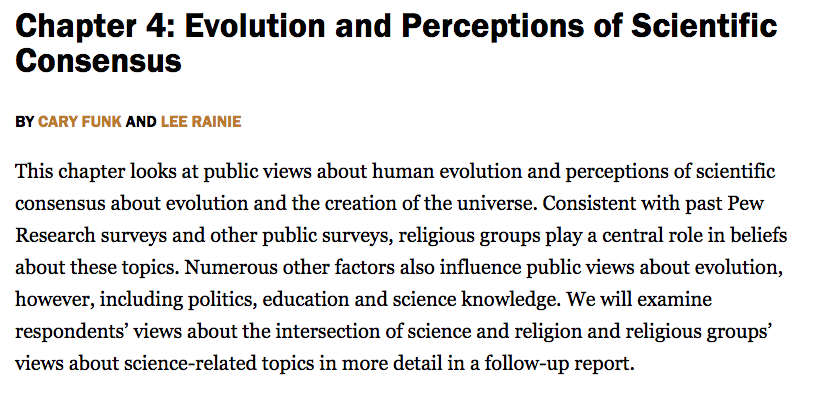 Chapter 4: Evolution and Perceptions of Scientific
Consensus
BY CARY FUNK AND LEE RAINIE
This chapter looks at public views about human evolution and perceptions of scientific
consensus about evolution and the creation of the universe. Consistent with past Pew
Research surveys and other public surveys, religious groups play a central role in beliefs
about these topics. Numerous other factors also influence public views about evolution,
however, including politics, education and science knowledge. We will examine
respondents’ views about the intersection of science and religion and religious groups’
views about science-related topics in more detail in a follow-up report.